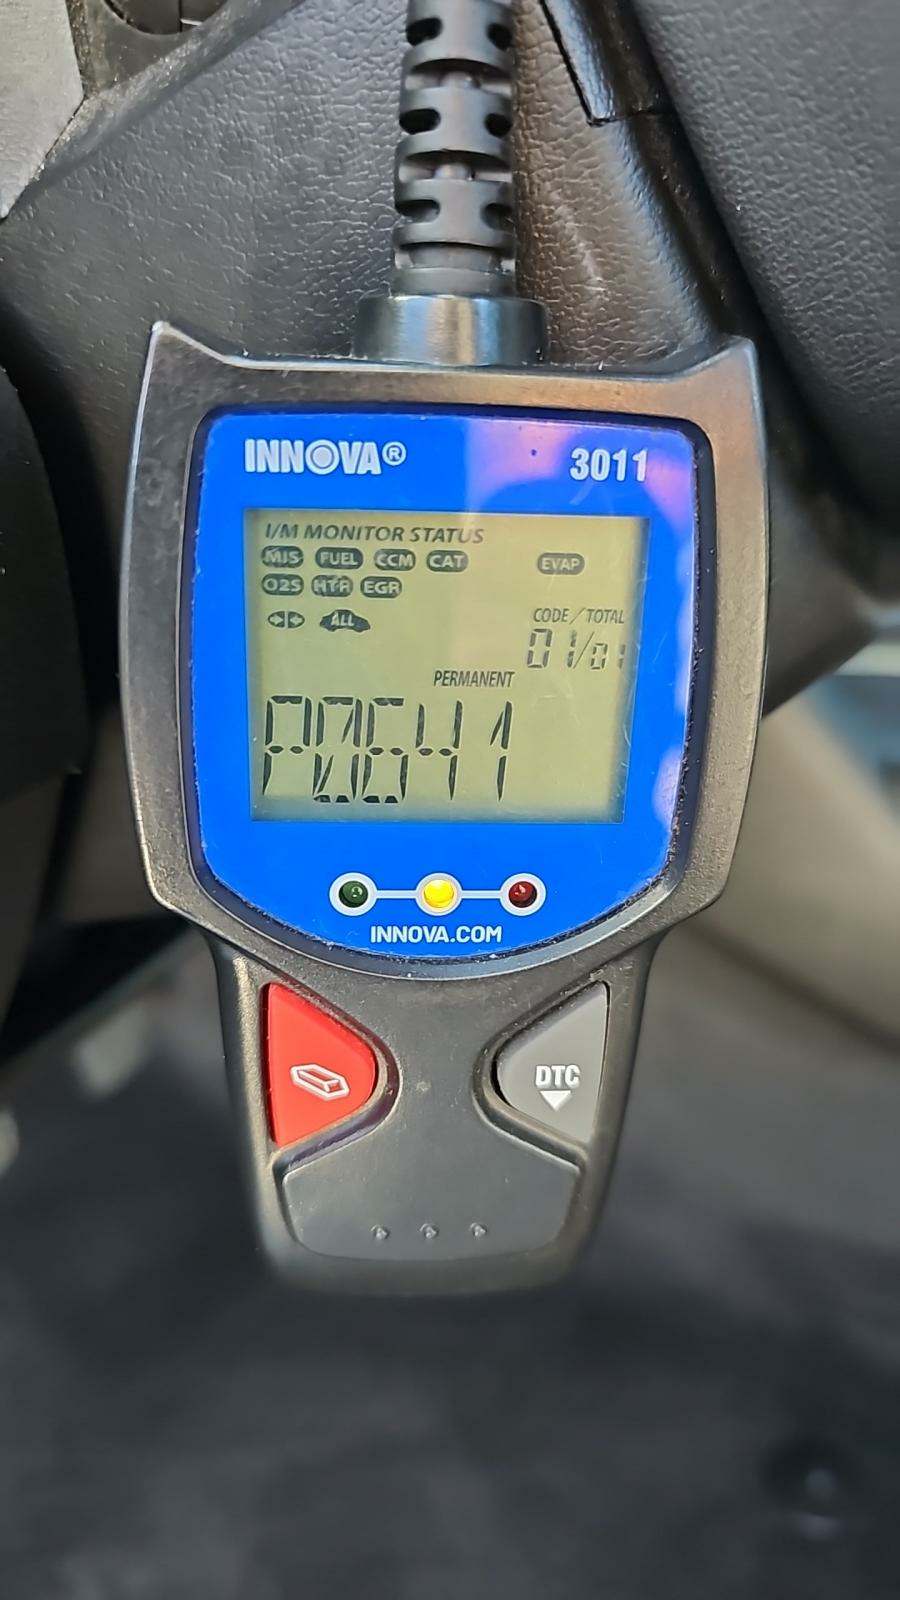 INNOVA®
3011
I/M MONITOR STATUS
MIS FUEL CCM CAT EVAP
O2S HTR EGR
ALL
CODE/TOTAL
01/01
PERMANENT
P0641
INNOVA.COM
DTC